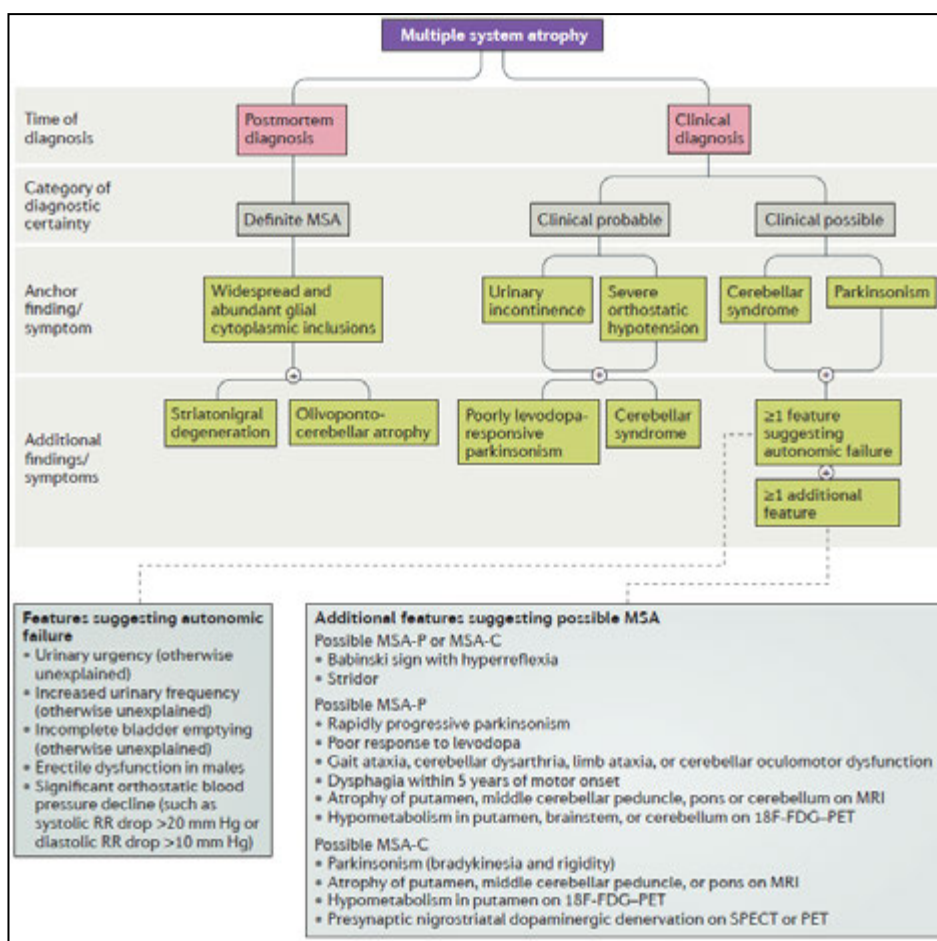 Multiple system atrophy
Time of
diagnosis
Postmortem
diagnosis
Clinical
diagnosis
Category of
diagnostic
certainty
Definite MSA
Clinical probable
Clinical possible
Anchor
finding/
symptom
Widespread and
abundant glial
cytoplasmic inclusions
Urinary
incontinence
Severe
orthostatic
hypotension
Cerebellar
syndrome
Parkinsonism
Additional
findings/
symptoms
Striatonigral
degeneration
Olivoponto-
cerebellar atrophy
Poorly levodopa-
responsive
parkinsonism
Cerebellar
syndrome
≥1 feature
suggesting
autonomic
failure
≥1 additional
feature
Features suggesting autonomic
failure
• Urinary urgency (otherwise
unexplained)
• Increased urinary frequency
(otherwise unexplained)
• Incomplete bladder emptying
(otherwise unexplained)
• Erectile dysfunction in males
• Significant orthostatic blood
pressure decline (such as
systolic RR drop >20 mm Hg or
diastolic RR drop >10 mm Hg)
Additional features suggesting possible MSA
Possible MSA-P or MSA-C
• Babinski sign with hyperreflexia
• Stridor
Possible MSA-P
• Rapidly progressive parkinsonism
• Poor response to levodopa
• Gait ataxia, cerebellar dysarthria, limb ataxia, or cerebellar oculomotor dysfunction
• Dysphagia within 5 years of motor onset
• Atrophy of putamen, middle cerebellar peduncle, pons or cerebellum on MRI
• Hypometabolism in putamen, brainstem, or cerebellum on 18F-FDG–PET
Possible MSA-C
• Parkinsonism (bradykinesia and rigidity)
• Atrophy of putamen, middle cerebellar peduncle, or pons on MRI
• Hypometabolism in putamen on 18F-FDG–PET
• Presynaptic nigrostriatal dopaminergic denervation on SPECT or PET